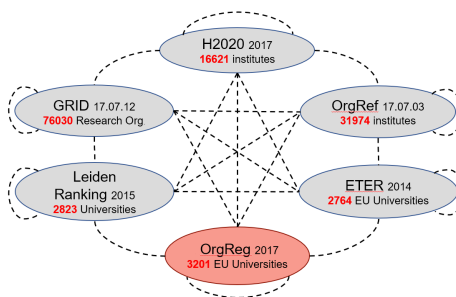 H2020 2017
16621 institutes
GRID 17.07.12
76030 Research Org.
OrgRef 17.07.03
31974 institutes
Leiden
Ranking 2015
2823 Universities
ETER 2014
2764 EU Universities
OrgReg 2017
3201 EU Universities